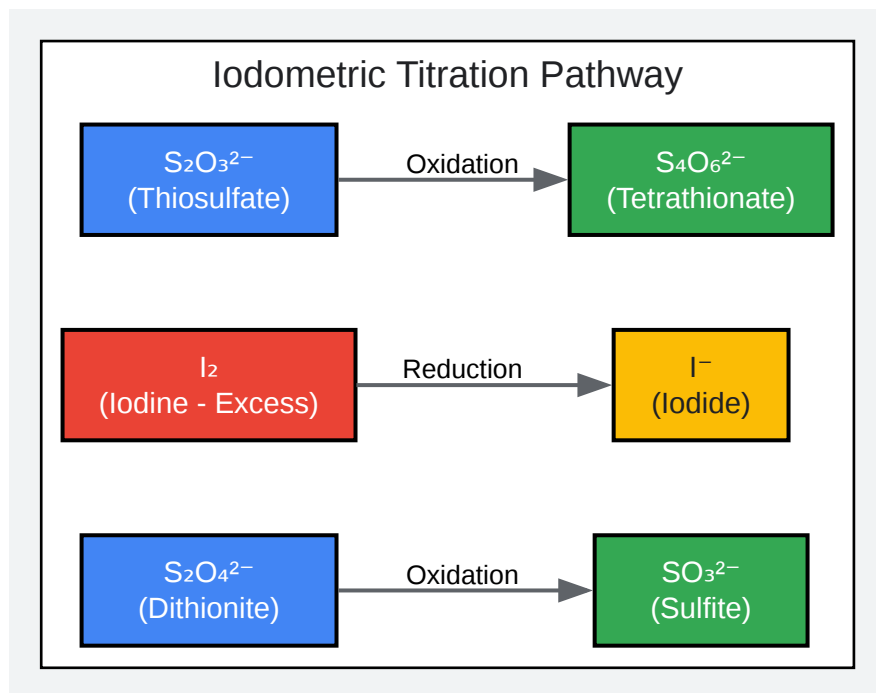 Iodometric Titration Pathway
S₂O₃²⁻
(Thiosulfate)
Oxidation
S₄O₆²⁻
(Tetrathionate)
I₂
(Iodine - Excess)
Reduction
I⁻
(Iodide)
S₂O₄²⁻
(Dithionite)
Oxidation
SO₃²⁻
(Sulfite)